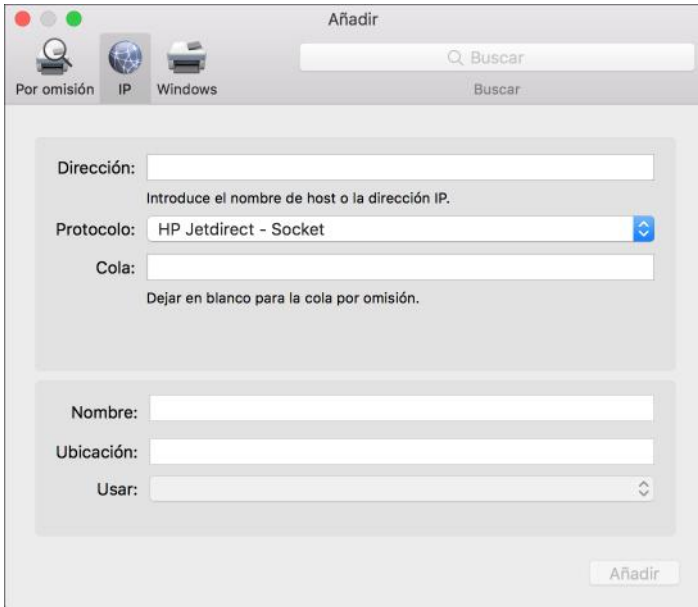 Añadir
Buscar
Por omisión IP Windows Buscar
Dirección:
Introduce el nombre de host o la dirección IP.
Protocolo: HP Jetdirect - Socket
Cola:
Dejar en blanco para la cola por omisión.
Nombre:
Ubicación:
Usar:
Añadir